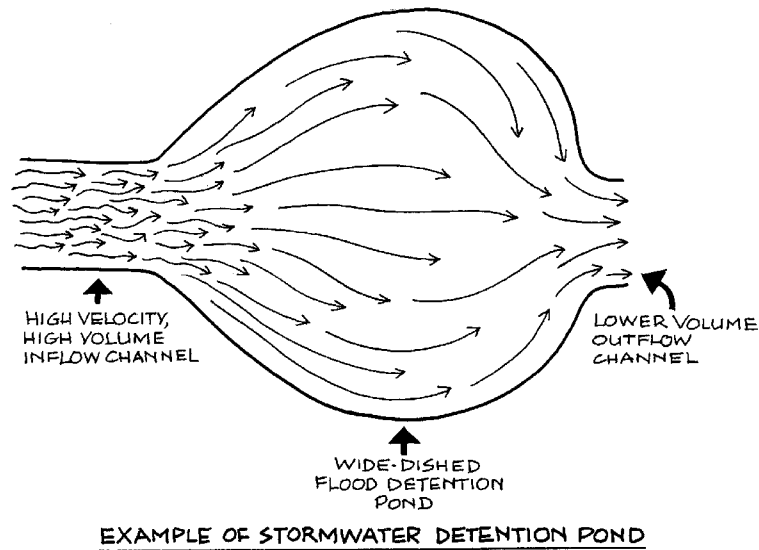 HIGH VELOCITY,
HIGH VOLUME
INFLOW CHANNEL
LOWER VOLUME
OUTFLOW
CHANNEL
WIDE-DISHED
FLOOD DETENTION
POND
EXAMPLE OF STORMWATER DETENTION POND